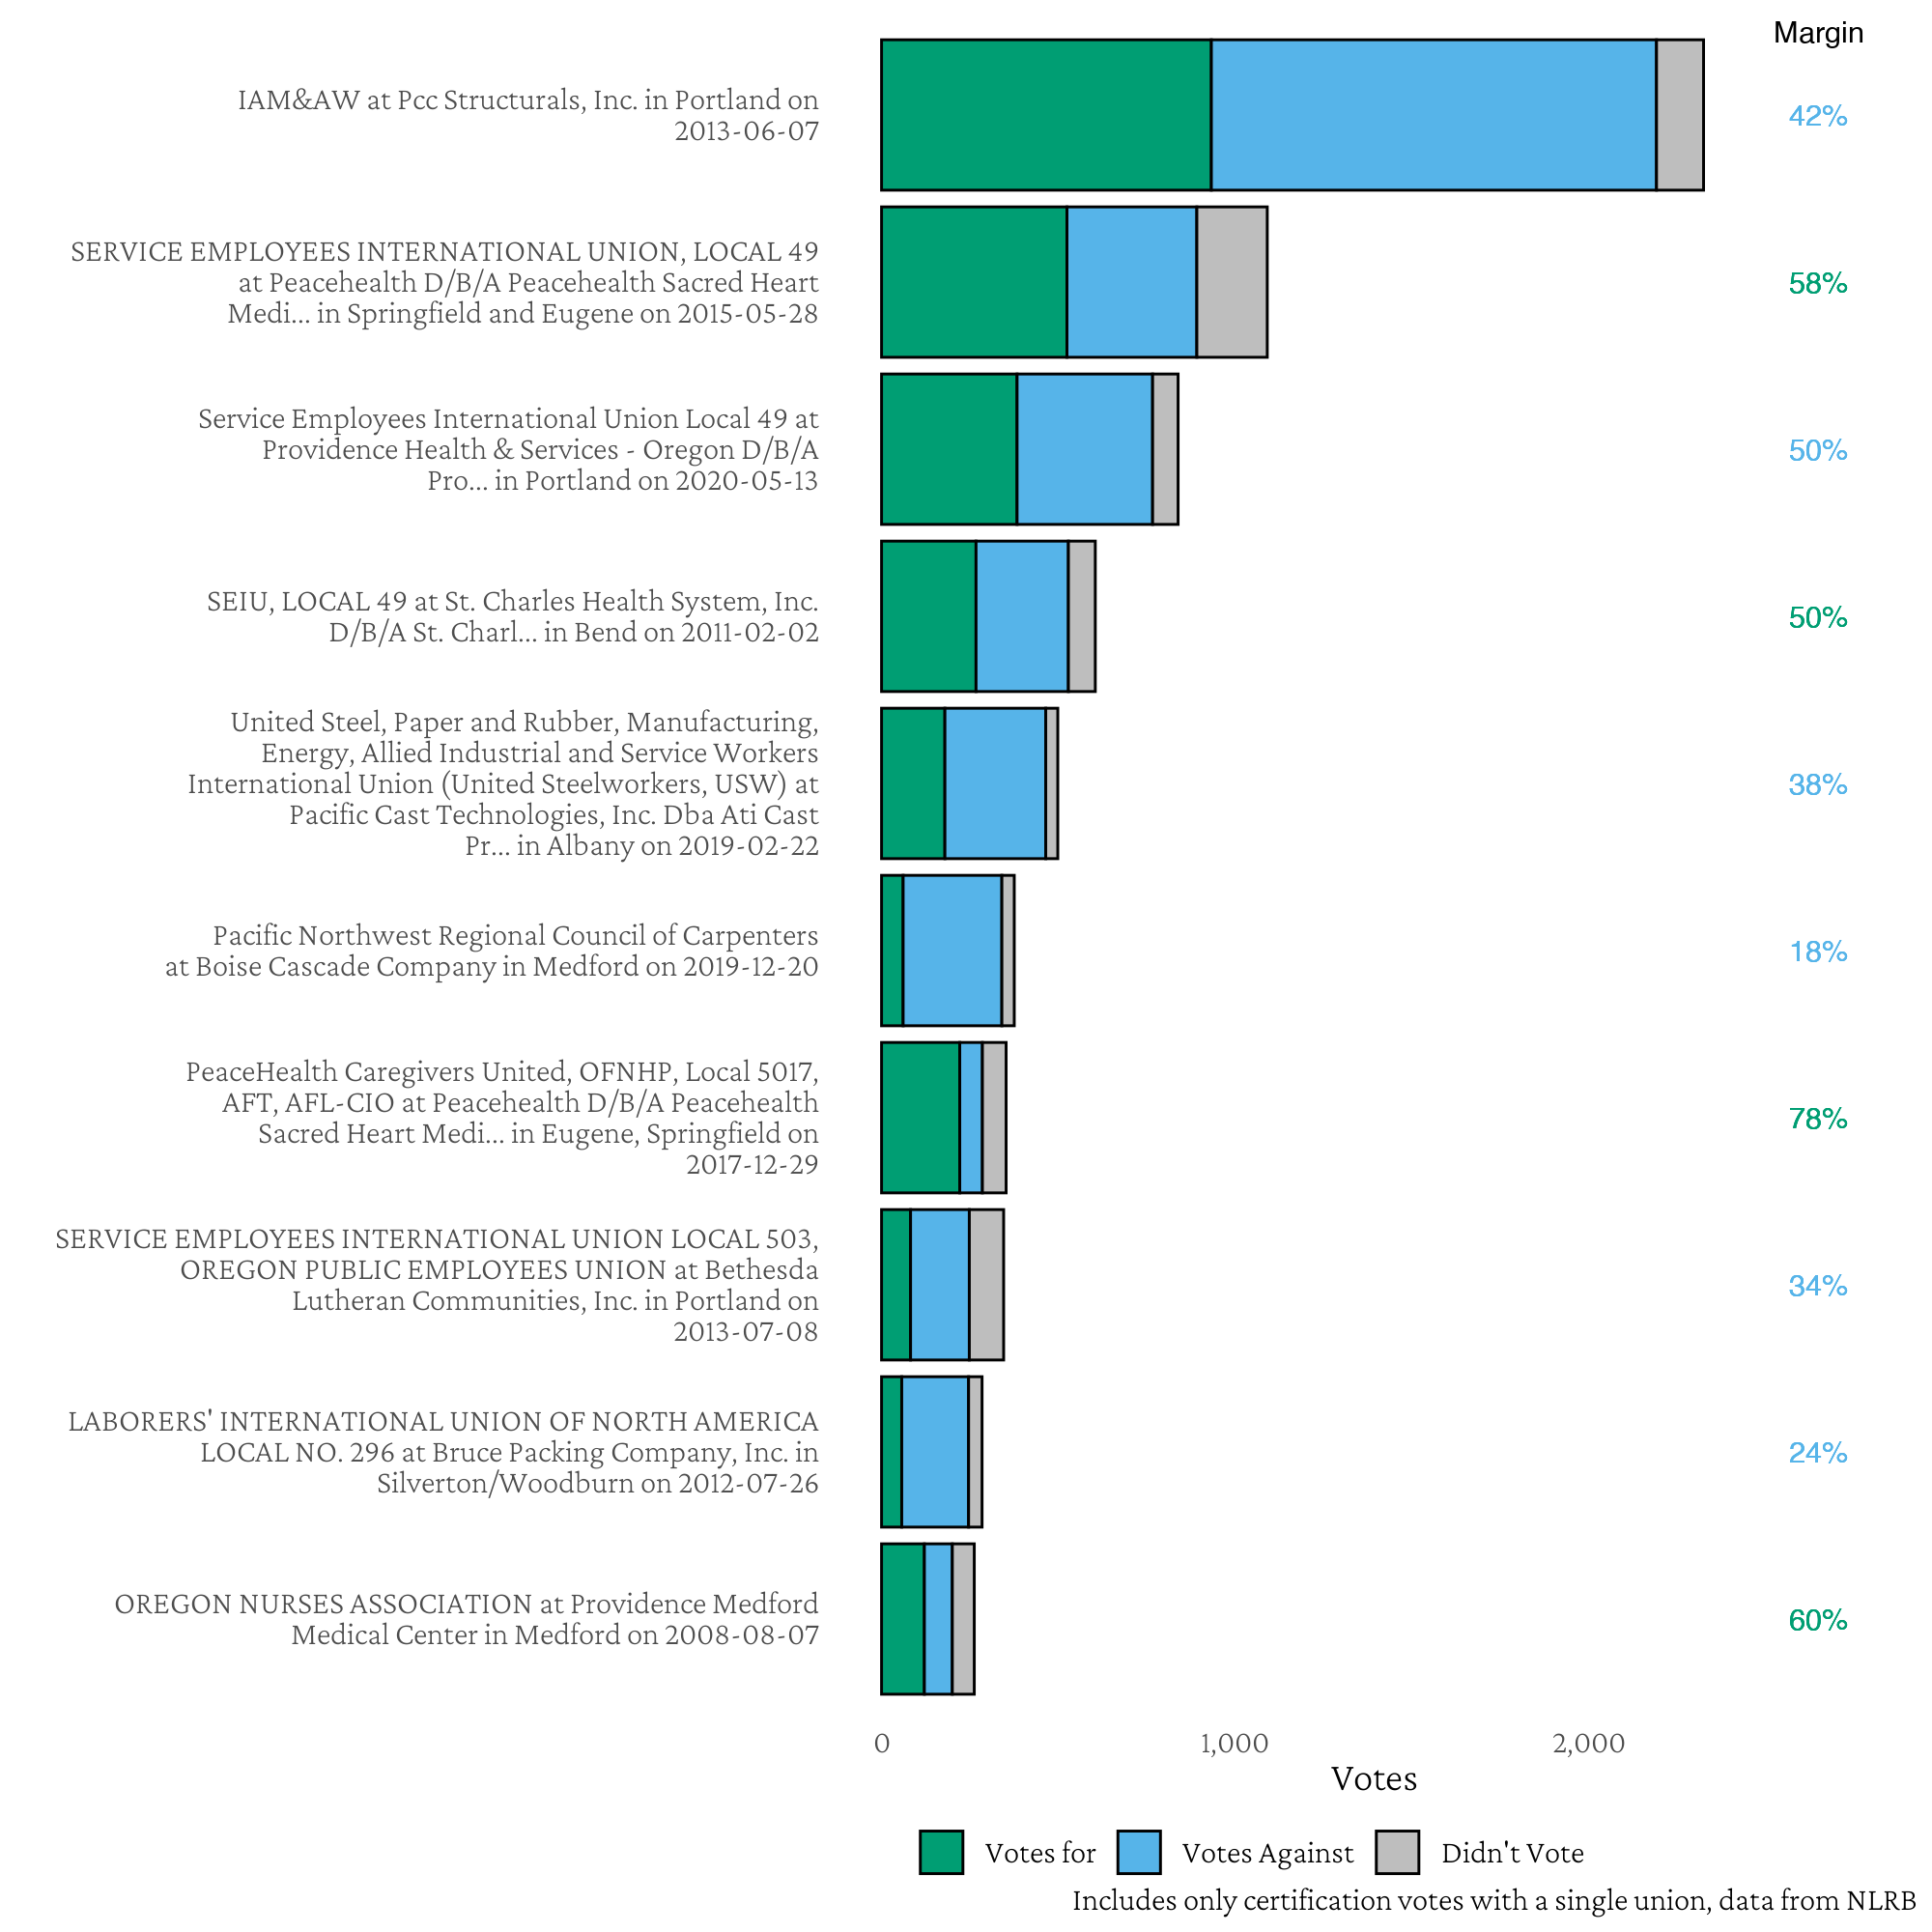 Margin
IAM&AW at Pcc Structurals, Inc. in Portland on
2013-06-07
42%
SERVICE EMPLOYEES INTERNATIONAL UNION, LOCAL 49
at Peacehealth D/B/A Peacehealth Sacred Heart
Medi... in Springfield and Eugene on 2015-05-28
58%
Service Employees International Union Local 49 at
Providence Health & Services - Oregon D/B/A
Pro... in Portland on 2020-05-13
50%
SEIU, LOCAL 49 at St. Charles Health System, Inc.
D/B/A St. Charl... in Bend on 2011-02-02
50%
United Steel, Paper and Rubber, Manufacturing,
Energy, Allied Industrial and Service Workers
International Union (United Steelworkers, USW) at
Pacific Cast Technologies, Inc. Dba Ati Cast
Pr... in Albany on 2019-02-22
38%
Pacific Northwest Regional Council of Carpenters
at Boise Cascade Company in Medford on 2019-12-20
18%
PeaceHealth Caregivers United, OFNHP, Local 5017,
AFT, AFL-CIO at Peacehealth D/B/A Peacehealth
Sacred Heart Medi... in Eugene, Springfield on
2017-12-29
78%
SERVICE EMPLOYEES INTERNATIONAL UNION LOCAL 503,
OREGON PUBLIC EMPLOYEES UNION at Bethesda
Lutheran Communities, Inc. in Portland on
2013-07-08
34%
LABORERS' INTERNATIONAL UNION OF NORTH AMERICA
LOCAL NO. 296 at Bruce Packing Company, Inc. in
Silverton/Woodburn on 2012-07-26
24%
OREGON NURSES ASSOCIATION at Providence Medford
Medical Center in Medford on 2008-08-07
60%
0 1,000 2,000
Votes
Votes for Votes Against Didn't Vote
Includes only certification votes with a single union, data from NLRB